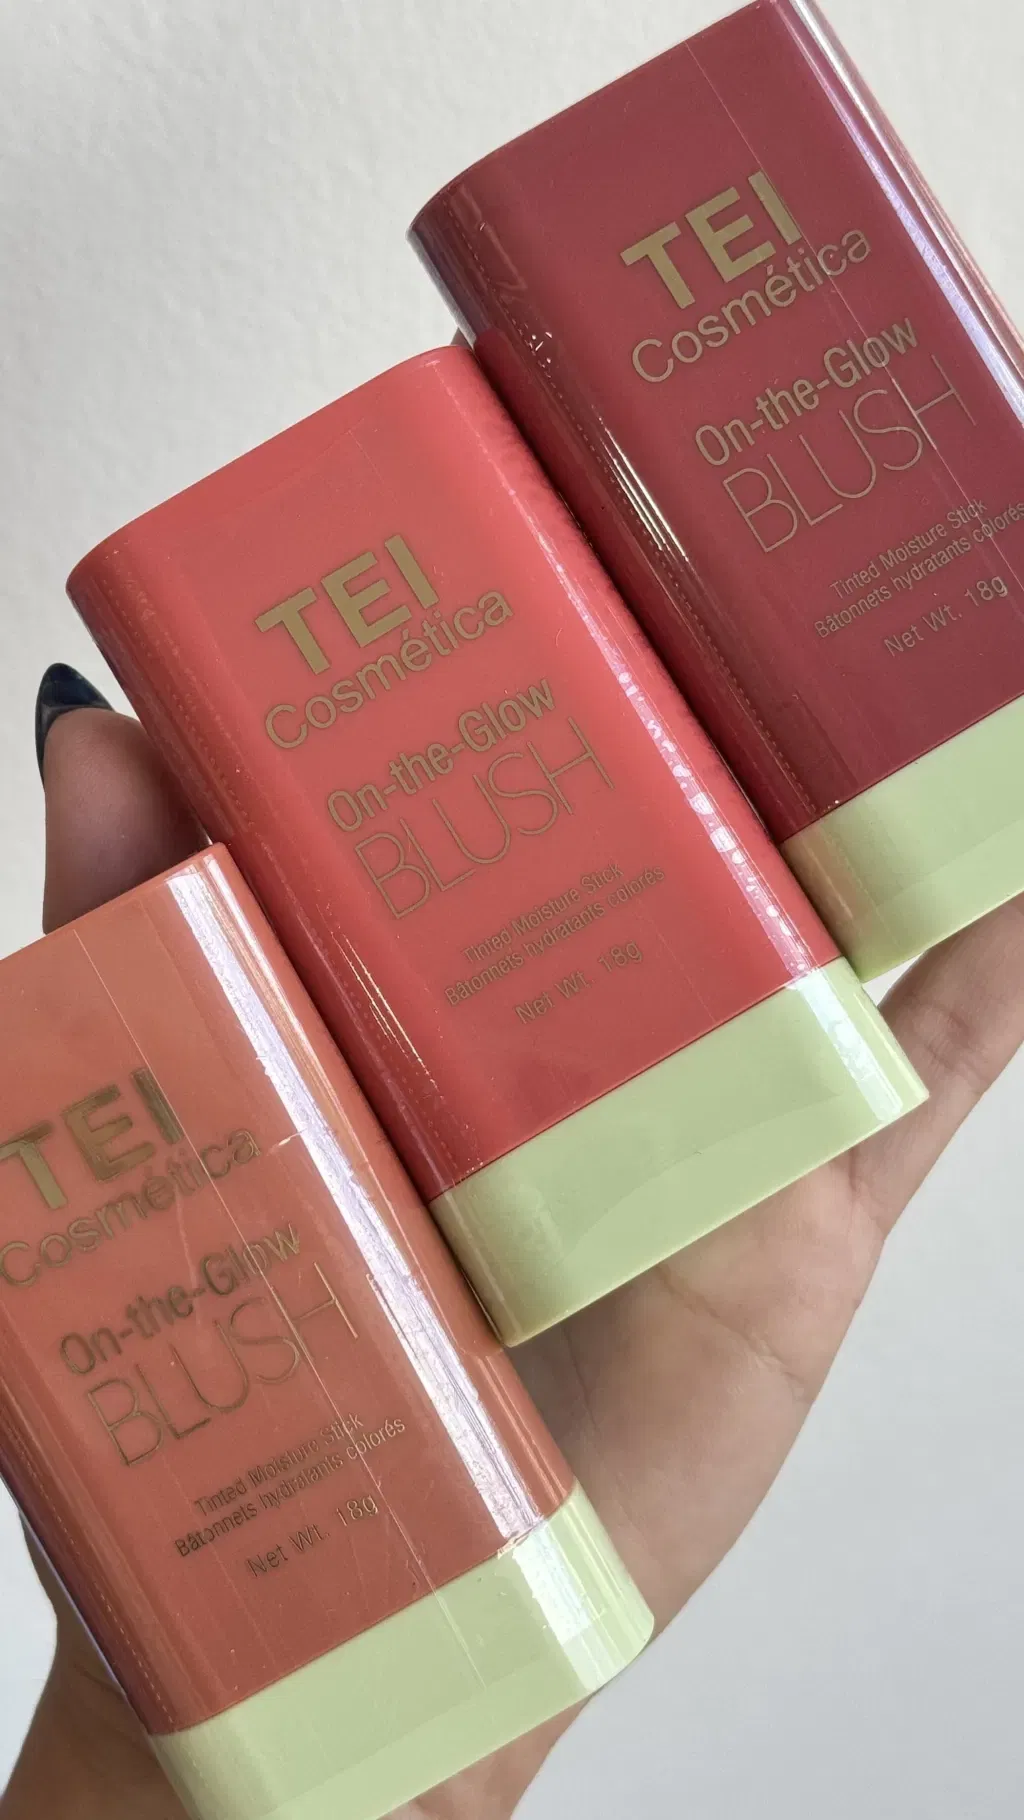 TEI
Cosmética
On-the-Glow
BLUSH
Tinted Moisture Stick
Bâtonnets hydratants colorés
Net Wt. 18g
TEI
Cosmética
On-the-Glow
BLUSH
Tinted Moisture Stick
Bâtonnets hydratants colorés
Net Wt. 18g
TEI
Cosmética
On-the-Glow
BLUSH
Tinted Moisture Stick
Bâtonnets hydratants colorés
Net Wt. 18g